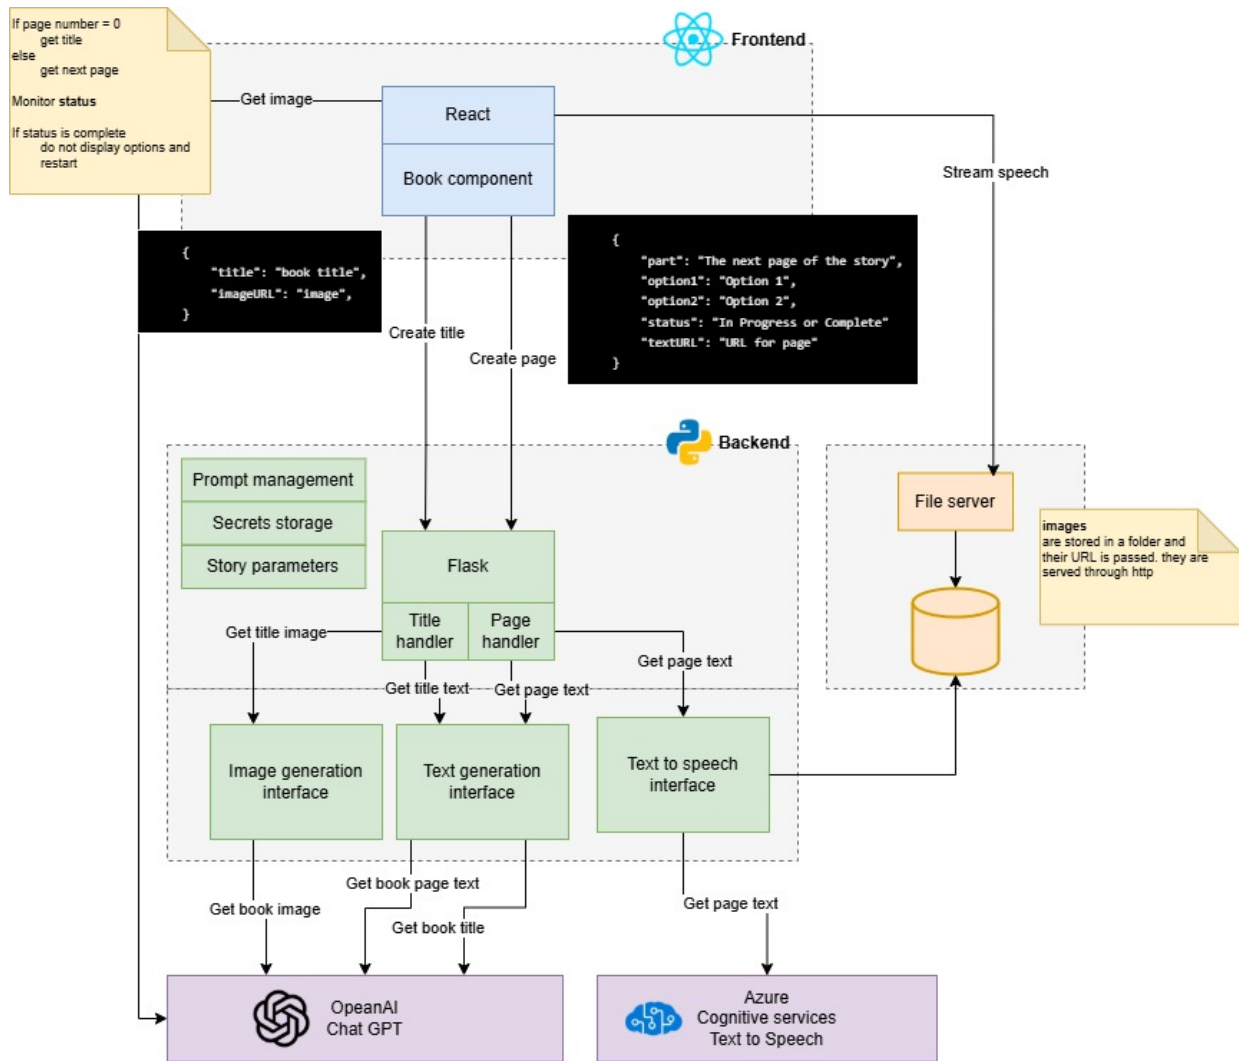 If page number = 0
get title
else
get next page
Monitor status
If status is complete
do not display options and
restart
Frontend
Get image
React
Book component
Stream speech
{
"title": "book title",
"imageURL": "image",
}
{
"part": "The next page of the story",
"option1": "Option 1",
"option2": "Option 2",
"status": "In Progress or Complete"
"textURL": "URL for page"
}
Create title
Create page
Backend
Prompt management
Secrets storage
Story parameters
Flask
Title
handler
Page
handler
File server
images
are stored in a folder and
their URL is passed. they are
served through http
Get title image
Get title text
Get page text
Get page text
Image generation
interface
Text generation
interface
Text to speech
interface
Get book image
Get book page text
Get book title
Get page text
OpeanAI
Chat GPT
Azure
Cognitive services
Text to Speech